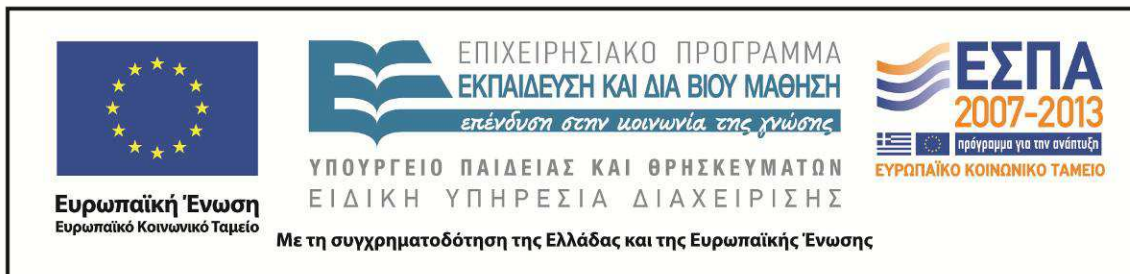 Ευρωπαϊκή Ένωση
Ευρωπαϊκό Κοινωνικό Ταμείο
ΕΠΙΧΕΙΡΗΣΙΑΚΟ ΠΡΟΓΡΑΜΜΑ
ΕΚΠΑΙΔΕΥΣΗ ΚΑΙ ΔΙΑ ΒΙΟΥ ΜΑΘΗΣΗ
επένδυση στην κοινωνία της γνώσης
ΥΠΟΥΡΓΕΙΟ ΠΑΙΔΕΙΑΣ ΚΑΙ ΘΡΗΣΚΕΥΜΑΤΩΝ
ΕΙΔΙΚΗ ΥΠΗΡΕΣΙΑ ΔΙΑΧΕΙΡΙΣΗΣ
ΕΣΠΑ
2007-2013
πρόγραμμα για την ανάπτυξη
ΕΥΡΩΠΑΪΚΟ ΚΟΙΝΩΝΙΚΟ ΤΑΜΕΙΟ
Με τη συγχρηματοδότηση της Ελλάδας και της Ευρωπαϊκής Ένωσης